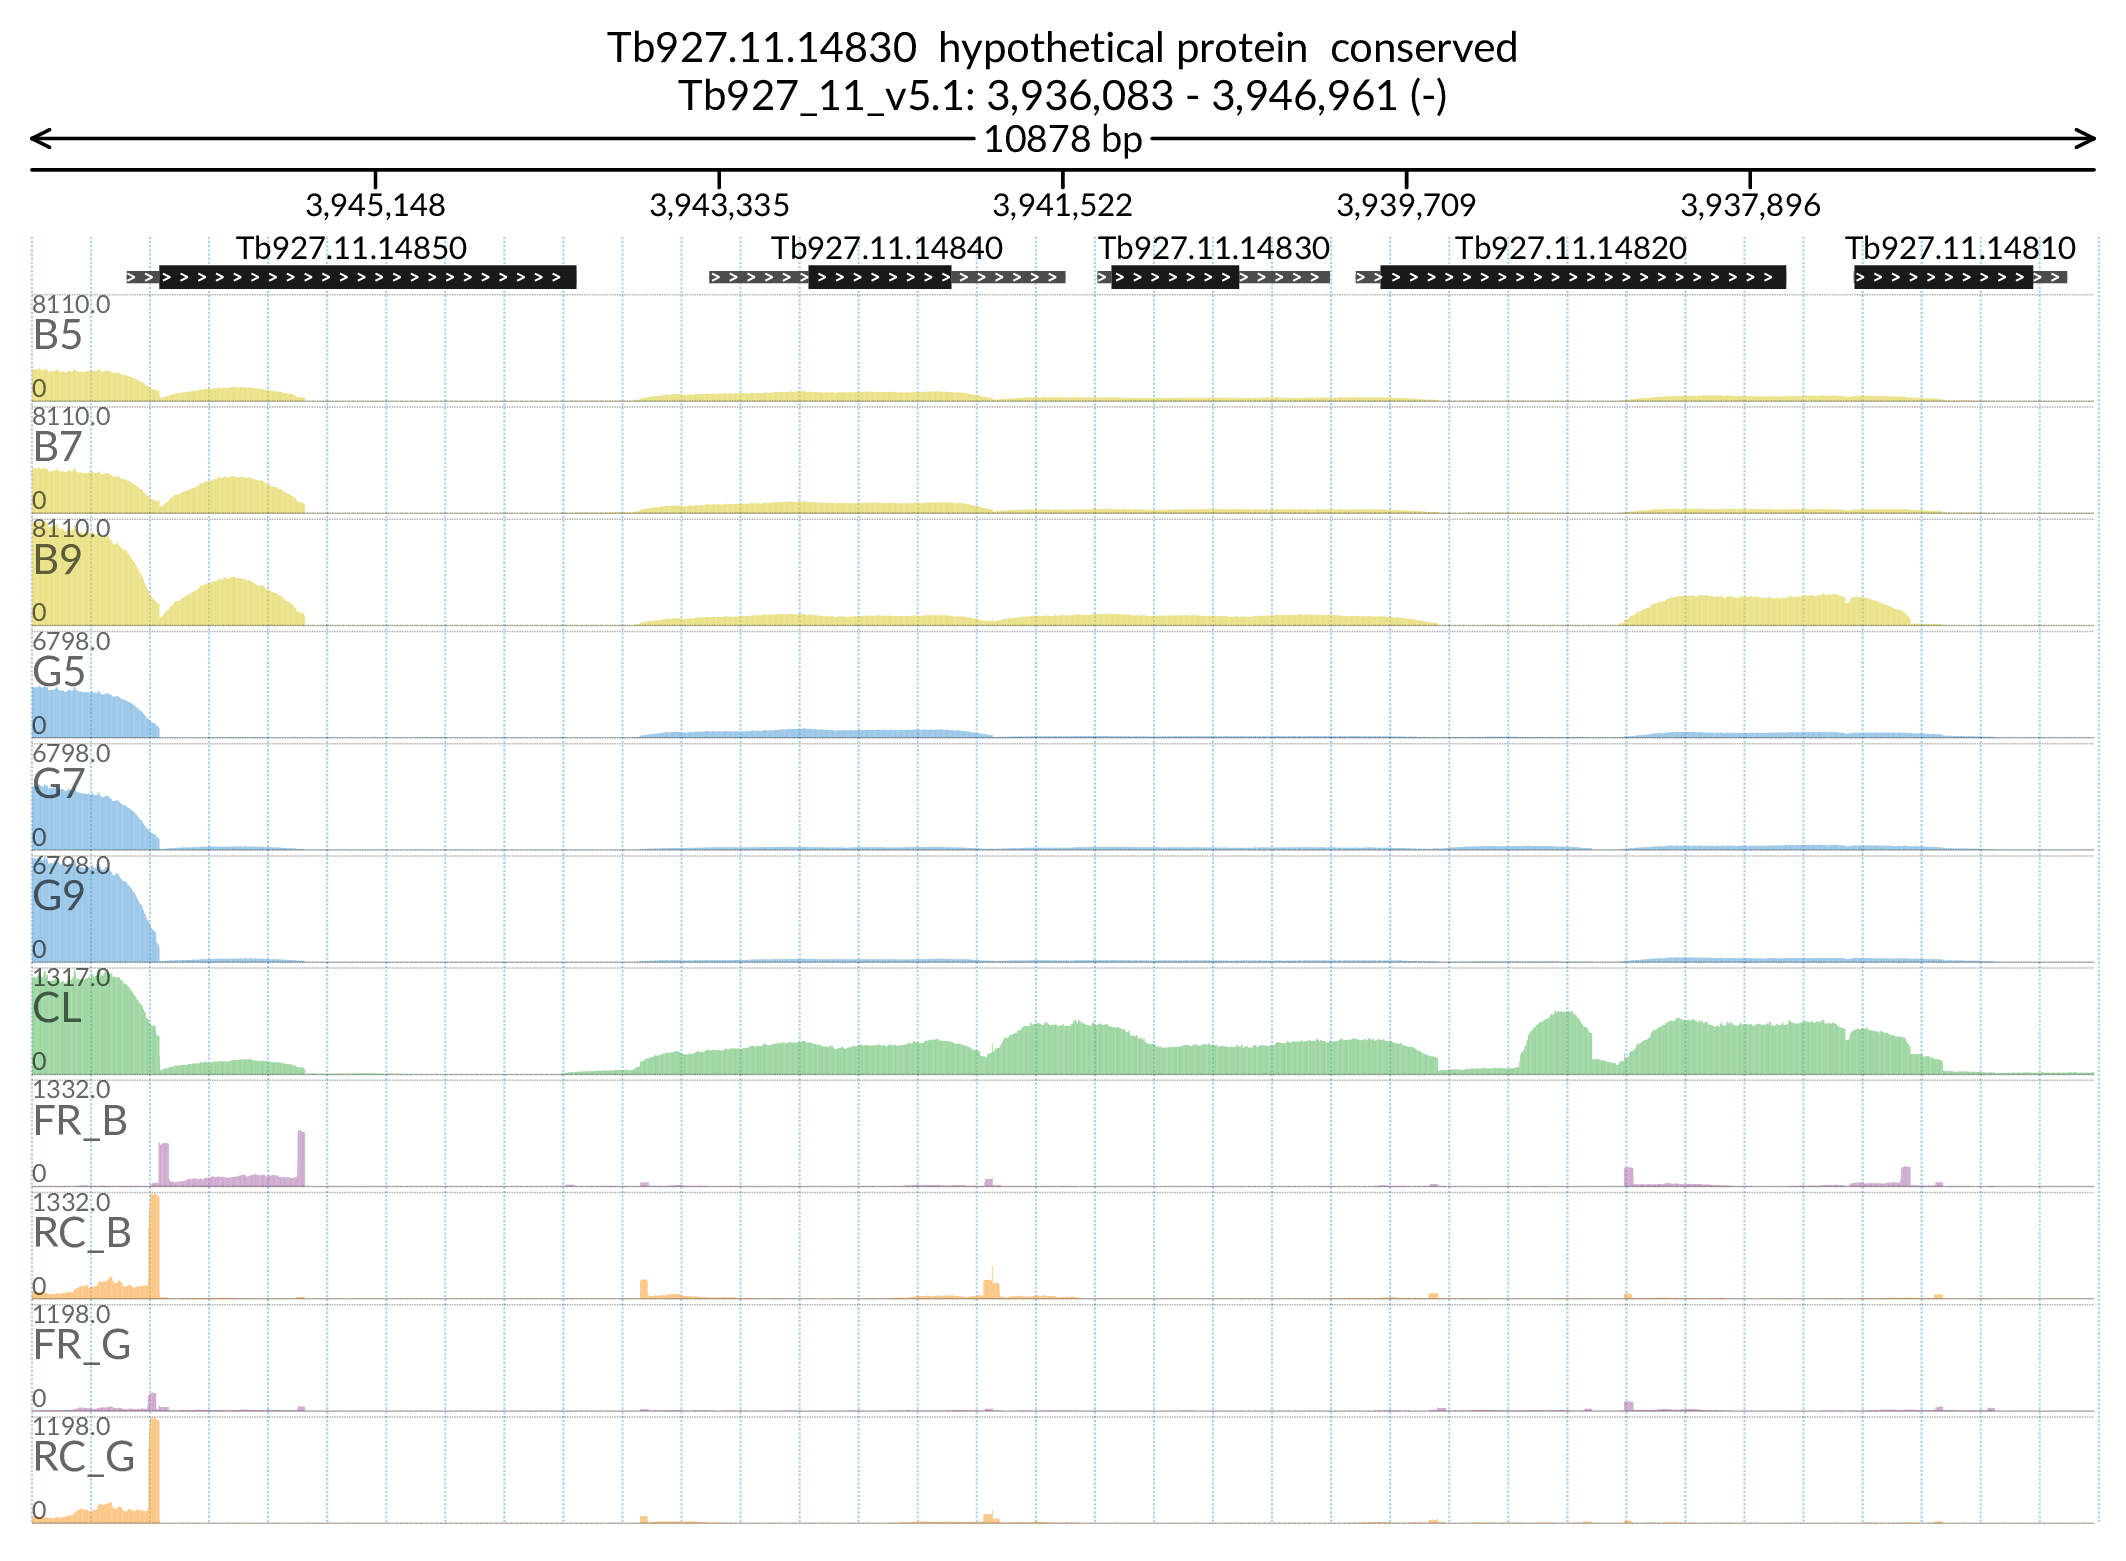 Tb927.11.14830  hypothetical protein  conserved
Tb927_11_v5.1: 3,936,083 - 3,946,961 (-)
10878 bp
3,945,148 3,943,335 3,941,522 3,939,709 3,937,896
Tb927.11.14850 Tb927.11.14840 Tb927.11.14830 Tb927.11.14820 Tb927.11.14810
8110.0
B5
0
8110.0
B7
0
8110.0
B9
0
6798.0
G5
0
6798.0
G7
0
6798.0
G9
0
1317.0
CL
0
1332.0
FR_B
0
1332.0
RC_B
0
1198.0
FR_G
0
1198.0
RC_G
0